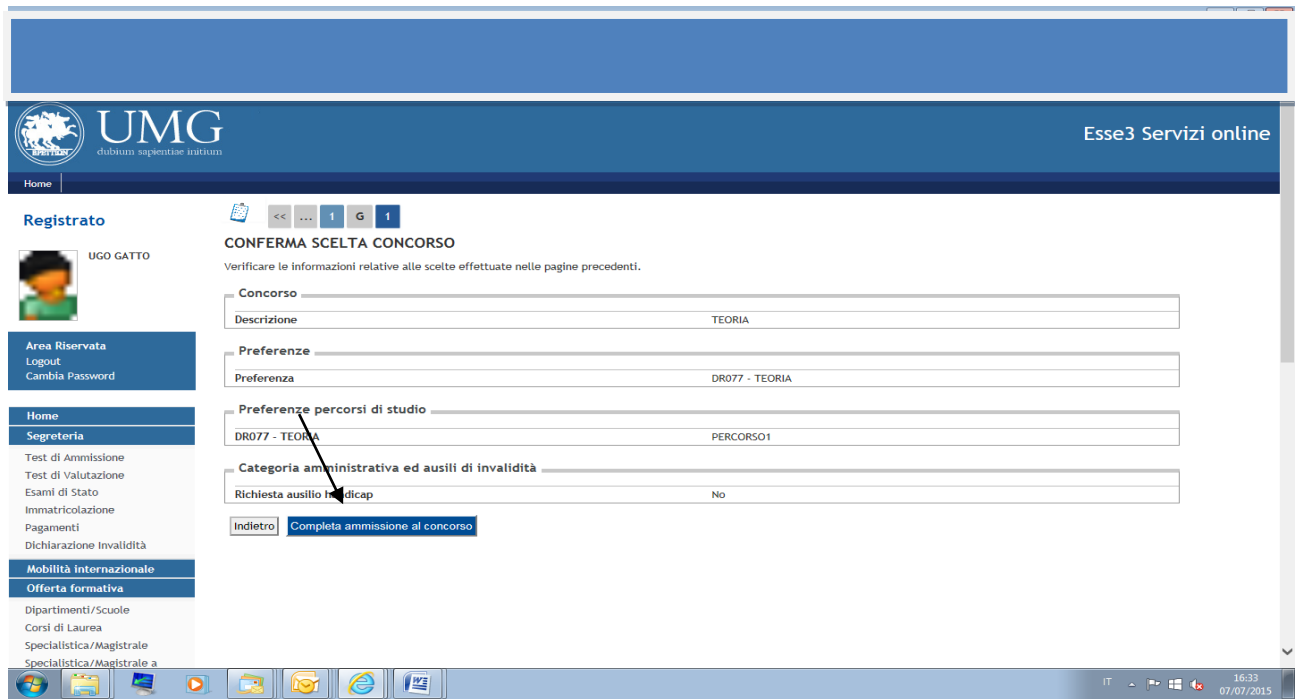 UMG
dubium sapientiae initium
Esse3 Servizi online
Home
Registrato
UGO GATTO
Area Riservata
Logout
Cambia Password
Home
Segreteria
Test di Ammissione
Test di Valutazione
Esami di Stato
Immatricolazione
Pagamenti
Dichiarazione Invalidità
Mobilità internazionale
Offerta formativa
Dipartimenti/Scuole
Corsi di Laurea
Specialistica/Magistrale
Specialistica/Magistrale a
<< ... 1 G 1
CONFERMA SCELTA CONCORSO
Verificare le informazioni relative alle scelte effettuate nelle pagine precedenti.
Concorso
Descrizione TEORIA
Preferenze
Preferenza DR077 - TEORIA
Preferenze percorsi di studio
DR077 - TEORIA PERCORSO1
Categoria amministrativa ed ausili di invalidità
Richiesta ausilio handicap No
Indietro Completa ammissione al concorso
IT 16:33
07/07/2015